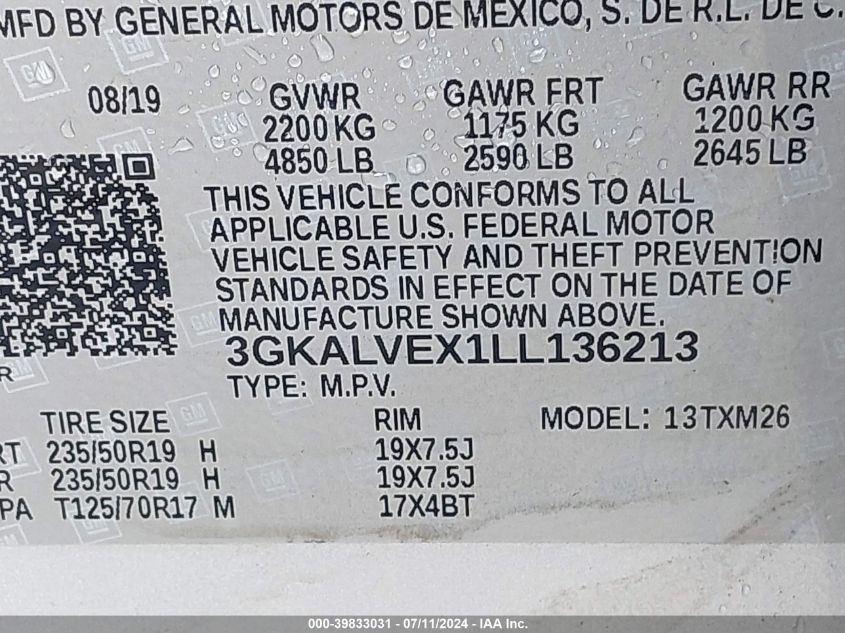 MFD BY GENERAL MOTORS DE MEXICO, S. DE R.L. DE C.
08/19 GVWR GAWR FRT GAWR RR
2200 KG 1175 KG 1200 KG
4850 LB 2590 LB 2645 LB
THIS VEHICLE CONFORMS TO ALL
APPLICABLE U.S. FEDERAL MOTOR
VEHICLE SAFETY AND THEFT PREVENTION
STANDARDS IN EFFECT ON THE DATE OF
MANUFACTURE SHOWN ABOVE.
3GKALVEX1LL136213
R TYPE: M.P.V.
TIRE SIZE RIM MODEL: 13TXM26
RT 235/50R19 H 19X7.5J
R 235/50R19 H 19X7.5J
PA T125/70R17 M 17X4BT
GM
000-39833031 - 07/11/2024 - IAA Inc.